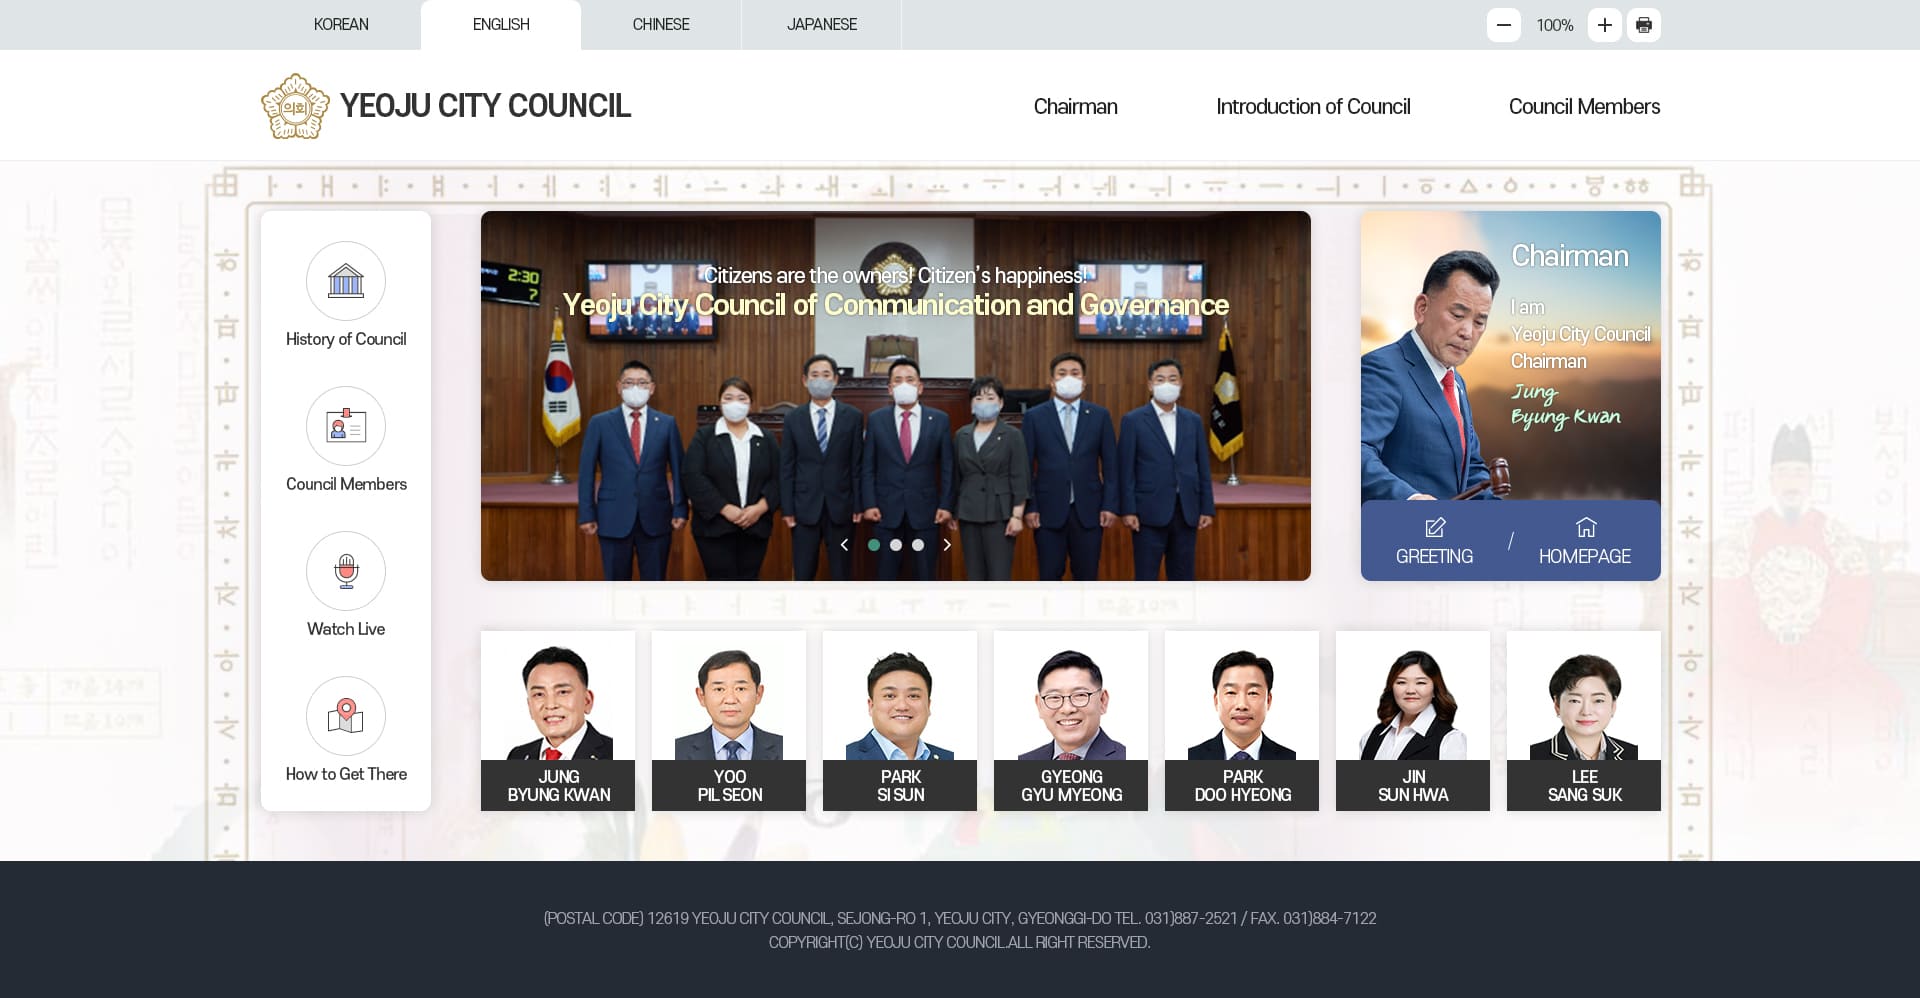 KOREAN
ENGLISH
CHINESE
JAPANESE
100%
의회
YEOJU CITY COUNCIL
Chairman
Introduction of Council
Council Members
History of Council
Council Members
Watch Live
How to Get There
2:30
7
Citizens are the owners! Citizen's happiness!
Yeoju City Council of Communication and Governance
Chairman
I am
Yeoju City Council
Chairman
Jung
Byung Kwan
GREETING
/
HOMEPAGE
JUNG
BYUNG KWAN
YOO
PIL SEON
PARK
SI SUN
GYEONG
GYU MYEONG
PARK
DOO HYEONG
JIN
SUN HWA
LEE
SANG SUK
(POSTAL CODE) 12619 YEOJU CITY COUNCIL, SEJONG-RO 1, YEOJU CITY, GYEONGGI-DO TEL. 031)887-2521 / FAX. 031)884-7122
COPYRIGHT(C) YEOJU CITY COUNCIL.ALL RIGHT RESERVED.